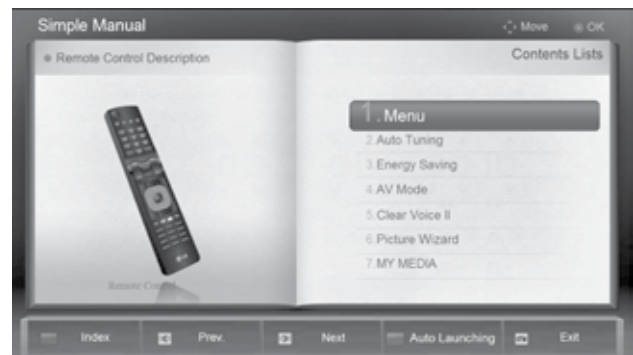 Simple Manual
Move OK
Remote Control Description
Contents Lists
1. Menu
2.Auto Tuning
3.Energy Saving
4.AV Mode
5.Clear Voice II
6.Picture Wizard
7.MY MEDIA
Remote Control
Index Prev. Next Auto Launching Exit